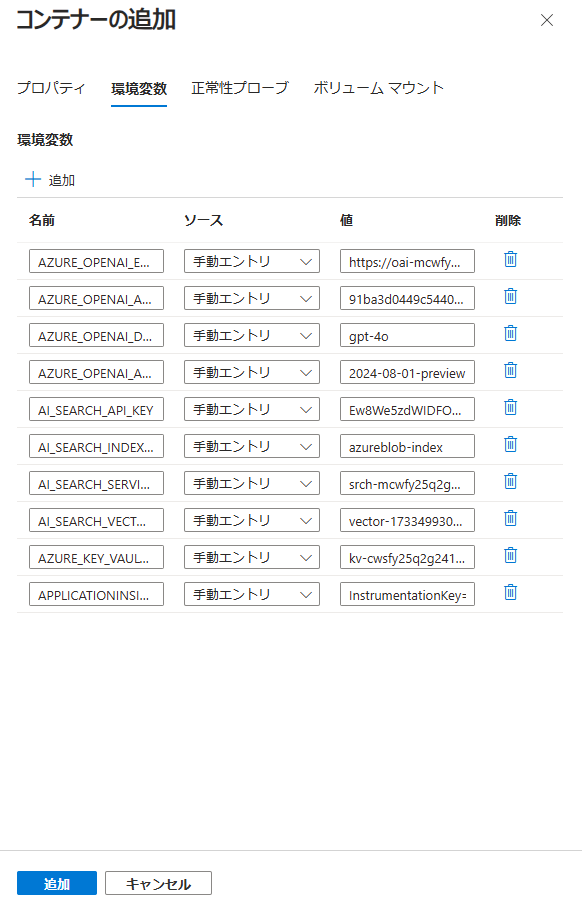 コンテナーの追加
プロパティ 環境変数 正常性プローブ ボリューム マウント
環境変数
追加
名前 ソース 値 削除
AZURE_OPENAI_E... 手動エントリ https://oai-mcwfy...
AZURE_OPENAI_A... 手動エントリ 91ba3d0449c5440...
AZURE_OPENAI_D... 手動エントリ gpt-4o
AZURE_OPENAI_A... 手動エントリ 2024-08-01-preview
AI_SEARCH_API_KEY 手動エントリ Ew8We5zdWIDFO...
AI_SEARCH_INDEX... 手動エントリ azureblob-index
AI_SEARCH_SERVI... 手動エントリ srch-mcwfy25q2g...
AI_SEARCH_VECT... 手動エントリ vector-173349930...
AZURE_KEY_VAUL... 手動エントリ kv-cwsfy25q2g241...
APPLICATIONINSI... 手動エントリ InstrumentationKey=
追加 キャンセル